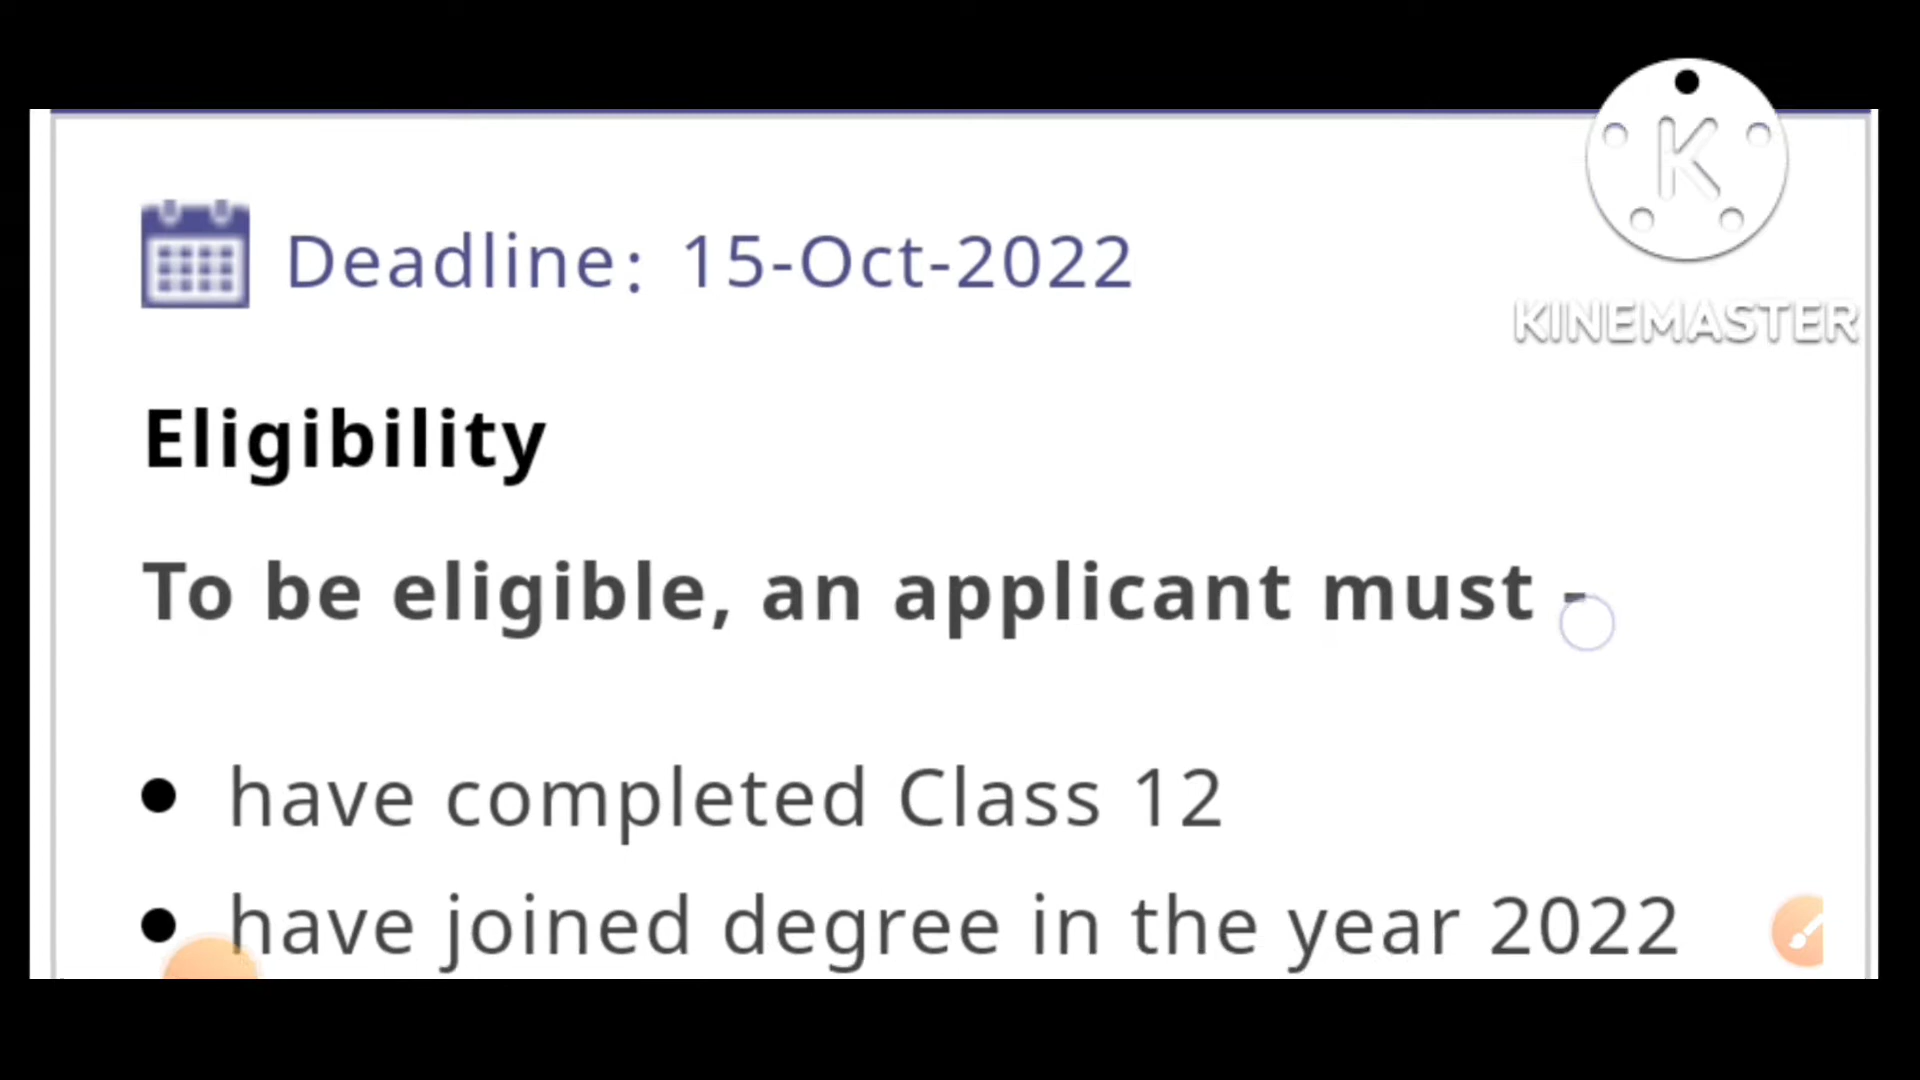 Deadline: 15-Oct-2022
KINEMASTER
Eligibility
To be eligible, an applicant must -
have completed Class 12
have joined degree in the year 2022